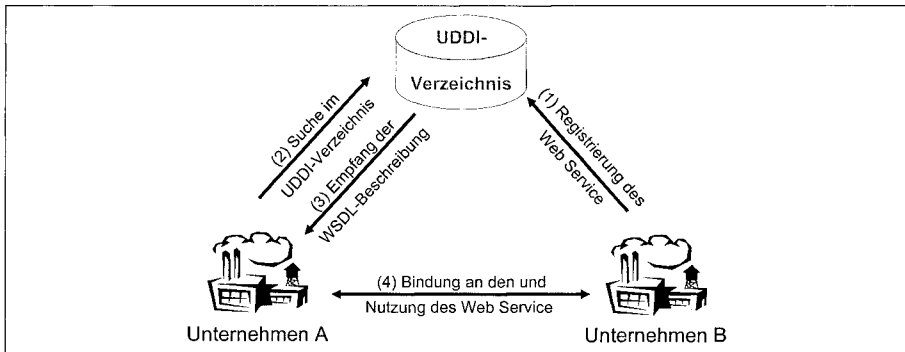 UDDI-
Verzeichnis
(2) Suche im
UDDI-Verzeichnis
(3) Empfang der
WSDL-Beschreibung
(1) Registrierung des
Web Service
(4) Bindung an den und
Nutzung des Web Service
Unternehmen A
Unternehmen B